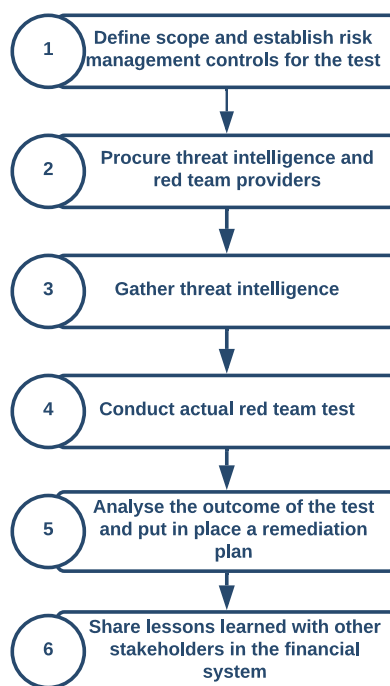 1
Define scope and establish risk
management controls for the test
2
Procure threat intelligence and
red team providers
3
Gather threat intelligence
4
Conduct actual red team test
5
Analyse the outcome of the test
and put in place a remediation
plan
6
Share lessons learned with other
stakeholders in the financial
system